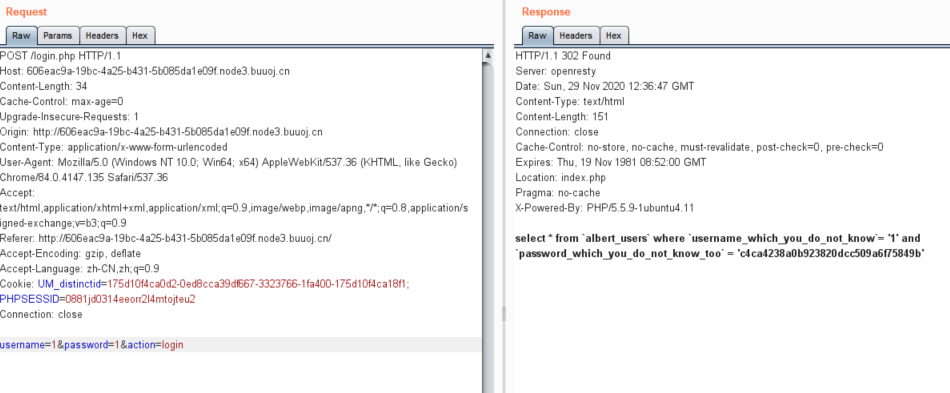 Request
Raw Params Headers Hex
POST /login.php HTTP/1.1
Host: 606eac9a-19bc-4a25-b431-5b085da1e09f.node3.buuoj.cn
Content-Length: 34
Cache-Control: max-age=0
Upgrade-Insecure-Requests: 1
Origin: http://606eac9a-19bc-4a25-b431-5b085da1e09f.node3.buuoj.cn
Content-Type: application/x-www-form-urlencoded
User-Agent: Mozilla/5.0 (Windows NT 10.0; Win64; x64) AppleWebKit/537.36 (KHTML, like Gecko)
Chrome/84.0.4147.135 Safari/537.36
Accept:
text/html,application/xhtml+xml,application/xml;q=0.9,image/webp,image/apng,*/*;q=0.8,application/s
igned-exchange;v=b3;q=0.9
Referer: http://606eac9a-19bc-4a25-b431-5b085da1e09f.node3.buuoj.cn/
Accept-Encoding: gzip, deflate
Accept-Language: zh-CN,zh;q=0.9
Cookie: UM_distinctid=175d10f4ca0d2-0ed8cca39df667-3323766-1fa400-175d10f4ca18f1;
PHPSESSID=0881jd0314eeorr2l4mtojteu2
Connection: close
username=1&password=1&action=login
Response
Raw Headers Hex
HTTP/1.1 302 Found
Server: openresty
Date: Sun, 29 Nov 2020 12:36:47 GMT
Content-Type: text/html
Content-Length: 151
Connection: close
Cache-Control: no-store, no-cache, must-revalidate, post-check=0, pre-check=0
Expires: Thu, 19 Nov 1981 08:52:00 GMT
Location: index.php
Pragma: no-cache
X-Powered-By: PHP/5.5.9-1ubuntu4.11
select * from `albert_users` where `username_which_you_do_not_know`= '1' and
`password_which_you_do_not_know_too` = 'c4ca4238a0b923820dcc509a6f75849b'